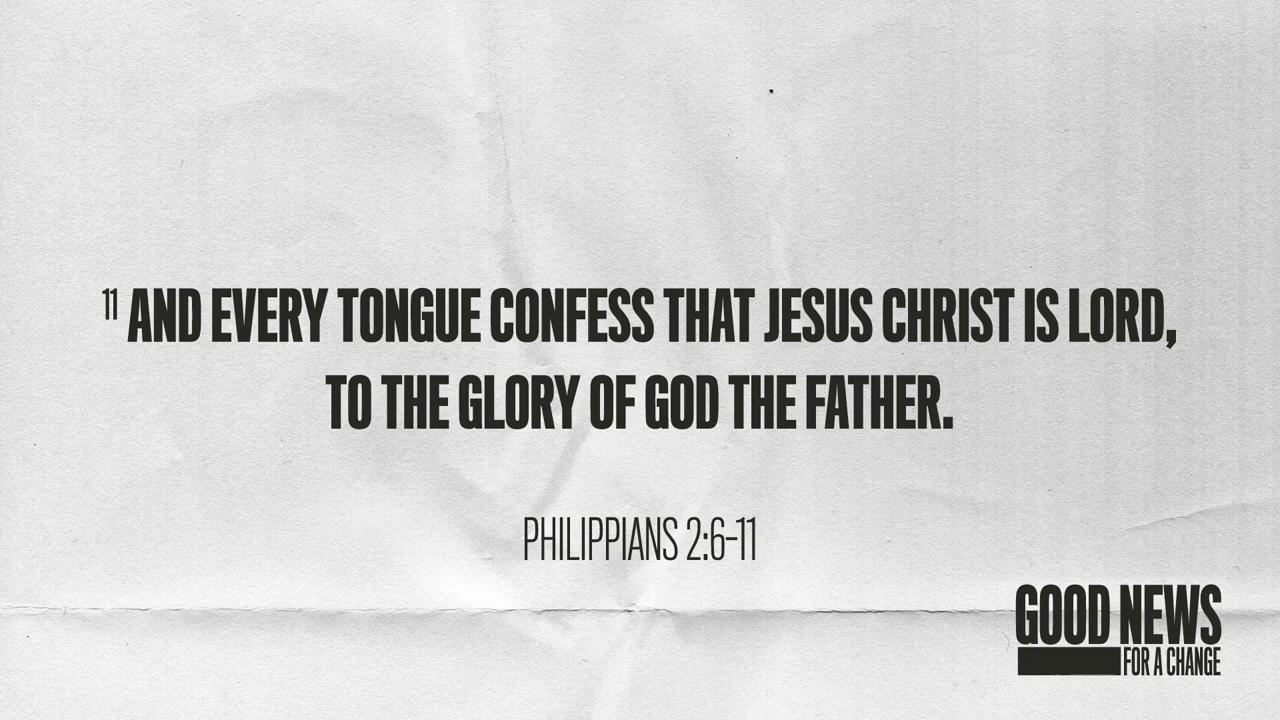 11 AND EVERY TONGUE CONFESS THAT JESUS CHRIST IS LORD,
TO THE GLORY OF GOD THE FATHER.
PHILIPPIANS 2:6-11
GOOD NEWS
FOR A CHANGE